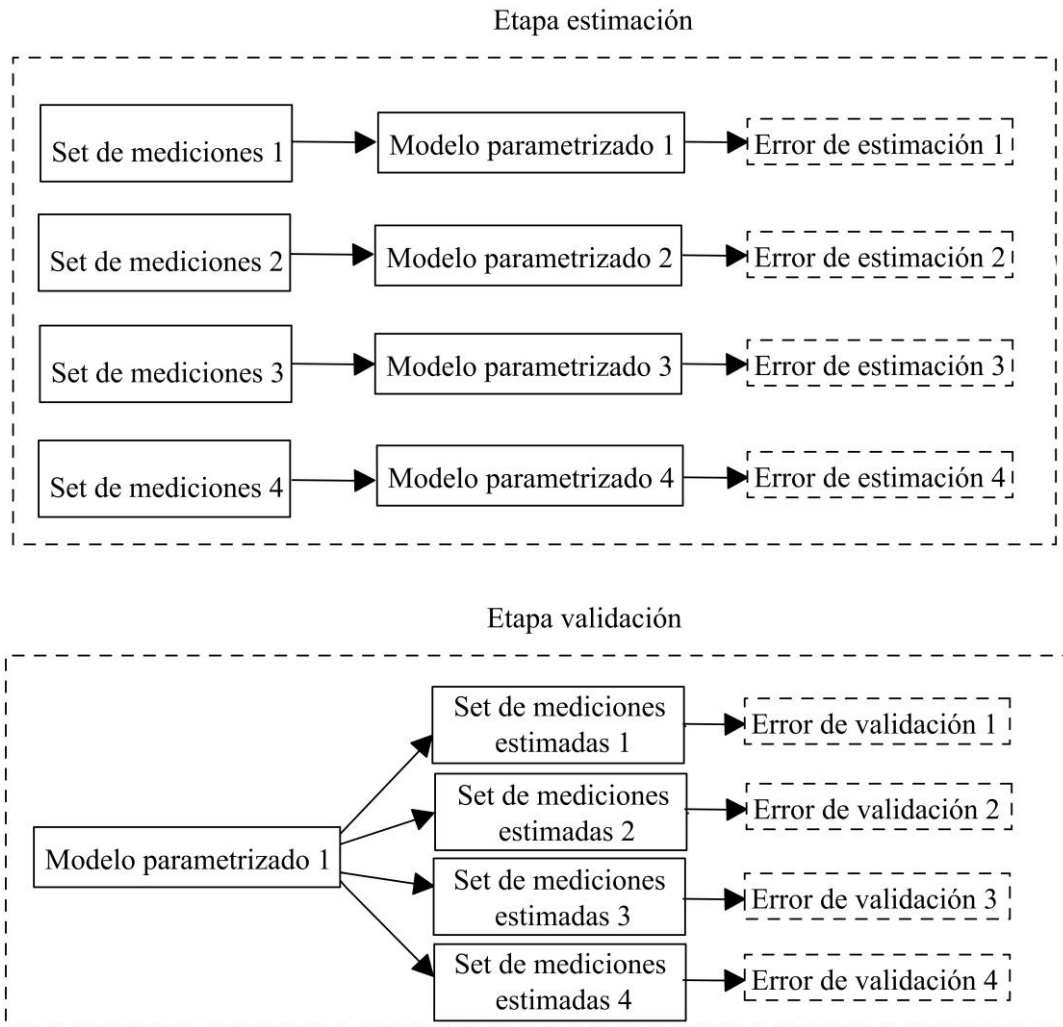 Etapa estimación
Set de mediciones 1
Modelo parametrizado 1
Error de estimación 1
Set de mediciones 2
Modelo parametrizado 2
Error de estimación 2
Set de mediciones 3
Modelo parametrizado 3
Error de estimación 3
Set de mediciones 4
Modelo parametrizado 4
Error de estimación 4
Etapa validación
Modelo parametrizado 1
Set de mediciones
estimadas 1
Error de validación 1
Set de mediciones
estimadas 2
Error de validación 2
Set de mediciones
estimadas 3
Error de validación 3
Set de mediciones
estimadas 4
Error de validación 4